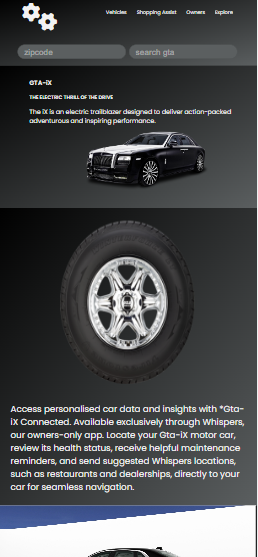 Vehicles Shopping Assist Owners Explore
zipcode search gta
GTA-iX
THE ELECTRIC THRILL OF THE DRIVE
The iX is an electric trailblazer designed to deliver action-packed
adventurous and inspiring performance.
Access personalised car data and insights with *Gta-
iX Connected. Available exclusively through Whispers,
our owners-only app. Locate your Gta-iX motor car,
review its health status, receive helpful maintenance
reminders, and send suggested Whispers locations,
such as restaurants and dealerships, directly to your
car for seamless navigation.